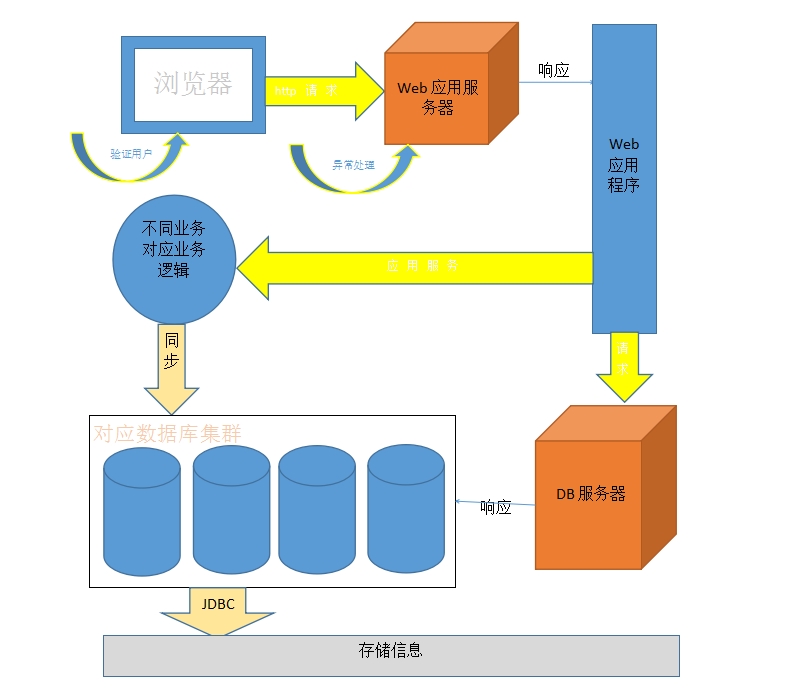 浏览器
http 请 求
Web 应用服
务器
响应
Web
应用
程序
验证用户
异常处理
不同业务
对应业务
逻辑
应 用 服 务
同
步
请
求
对应数据库集群
DB 服务器
响应
JDBC
存储信息